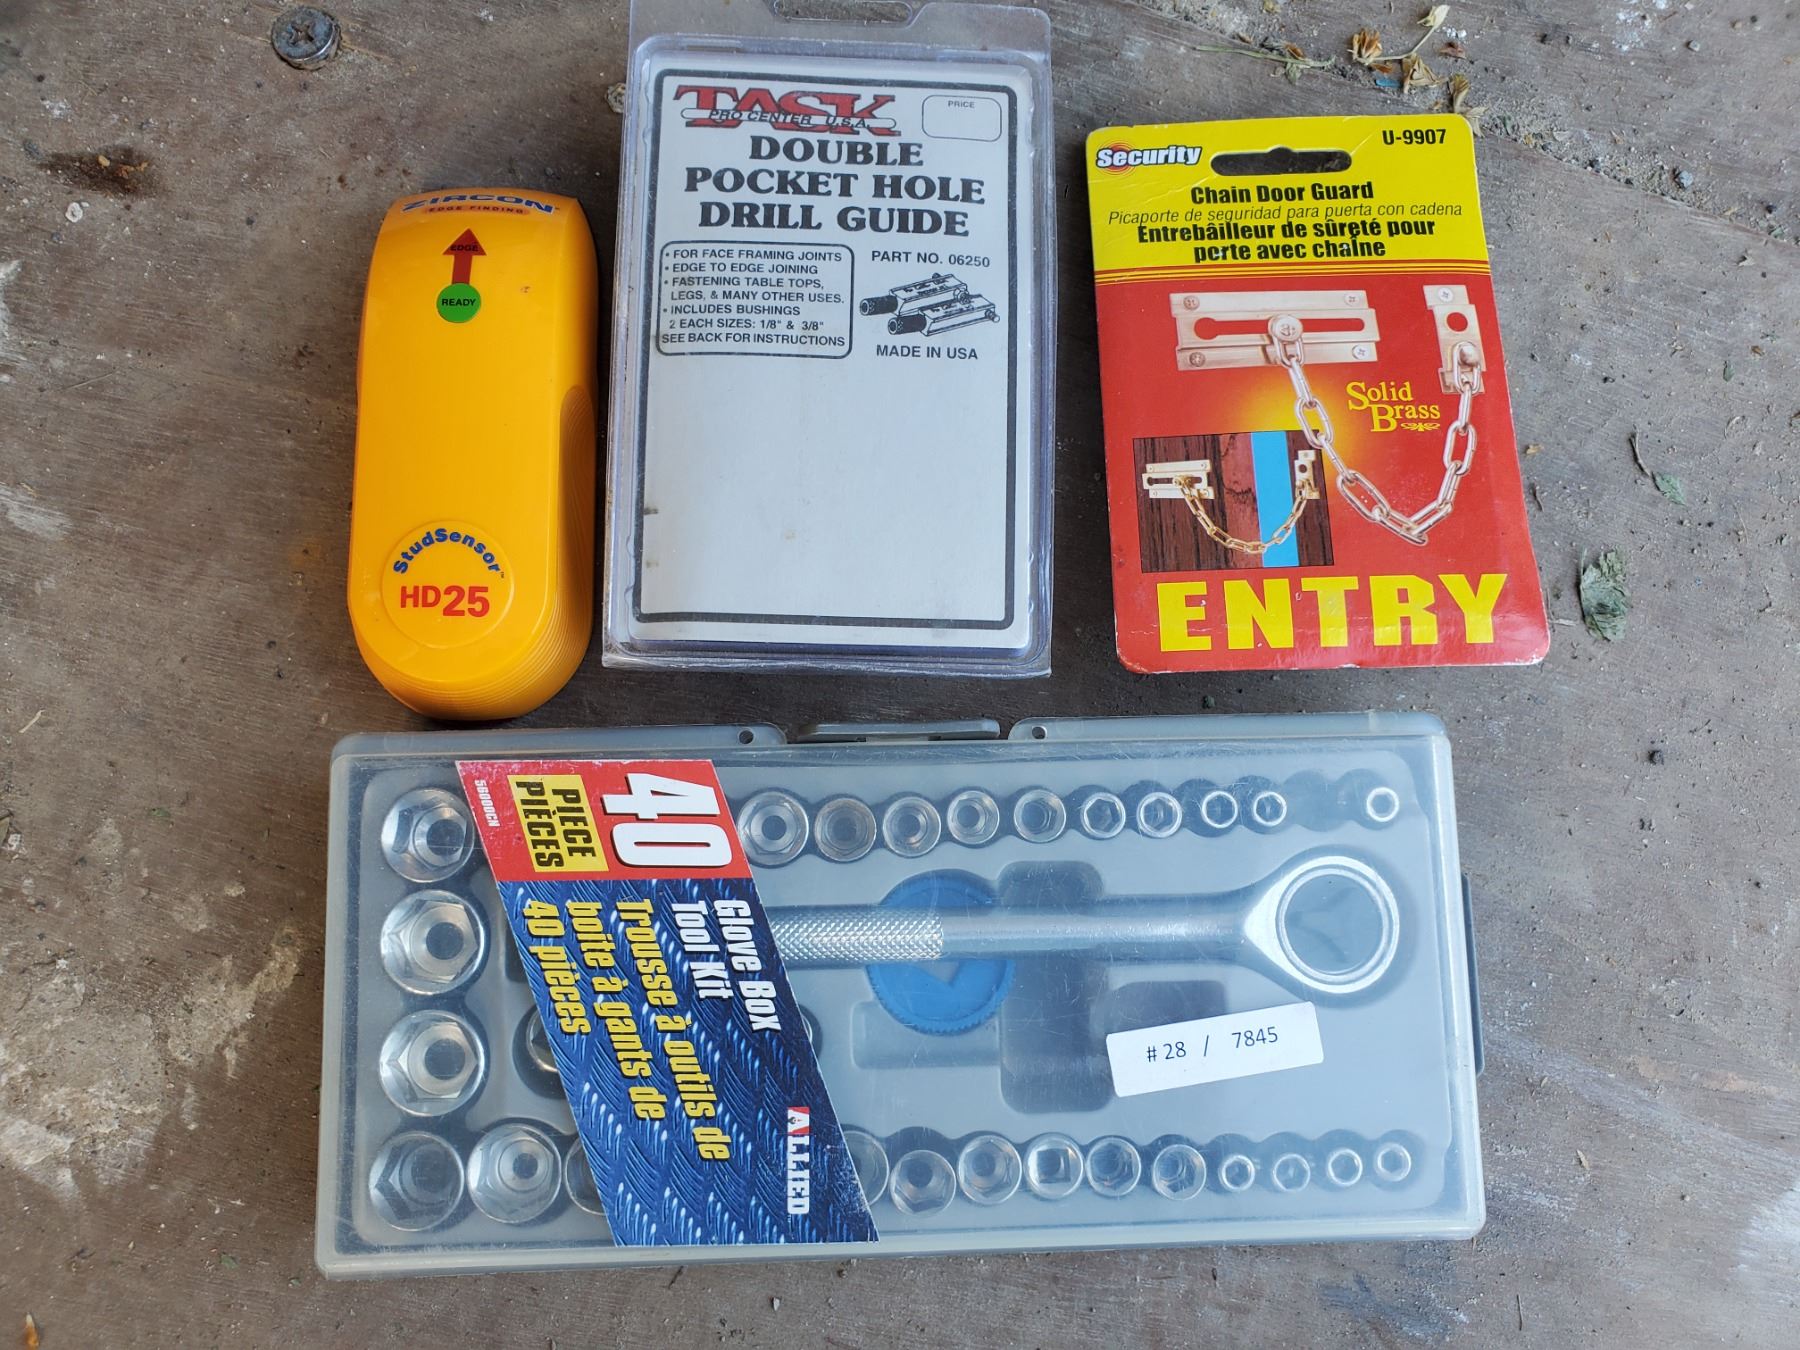 ZIRCON
EDGE FINDING
EDGE
READY
StudSensor™
HD25
TASK
PRO CENTER U.S.A.
PRICE
DOUBLE
POCKET HOLE
DRILL GUIDE
• FOR FACE FRAMING JOINTS
• EDGE TO EDGE JOINING
• FASTENING TABLE TOPS,
LEGS, & MANY OTHER USES.
• INCLUDES BUSHINGS
2 EACH SIZES: 1/8" & 3/8"
SEE BACK FOR INSTRUCTIONS
PART NO. 06250
MADE IN USA
Security
U-9907
Chain Door Guard
Picaporte de seguridad para puerta con cadena
Entrebâilleur de sûreté pour
porte avec chaîne
Solid
Brass
ENTRY
40
PIECE
PIÈCES
56000CN
Glove Box
Tool Kit
Trousse à outils de
boîte à gants de
40 pièces
ALLIED
#28 / 7845